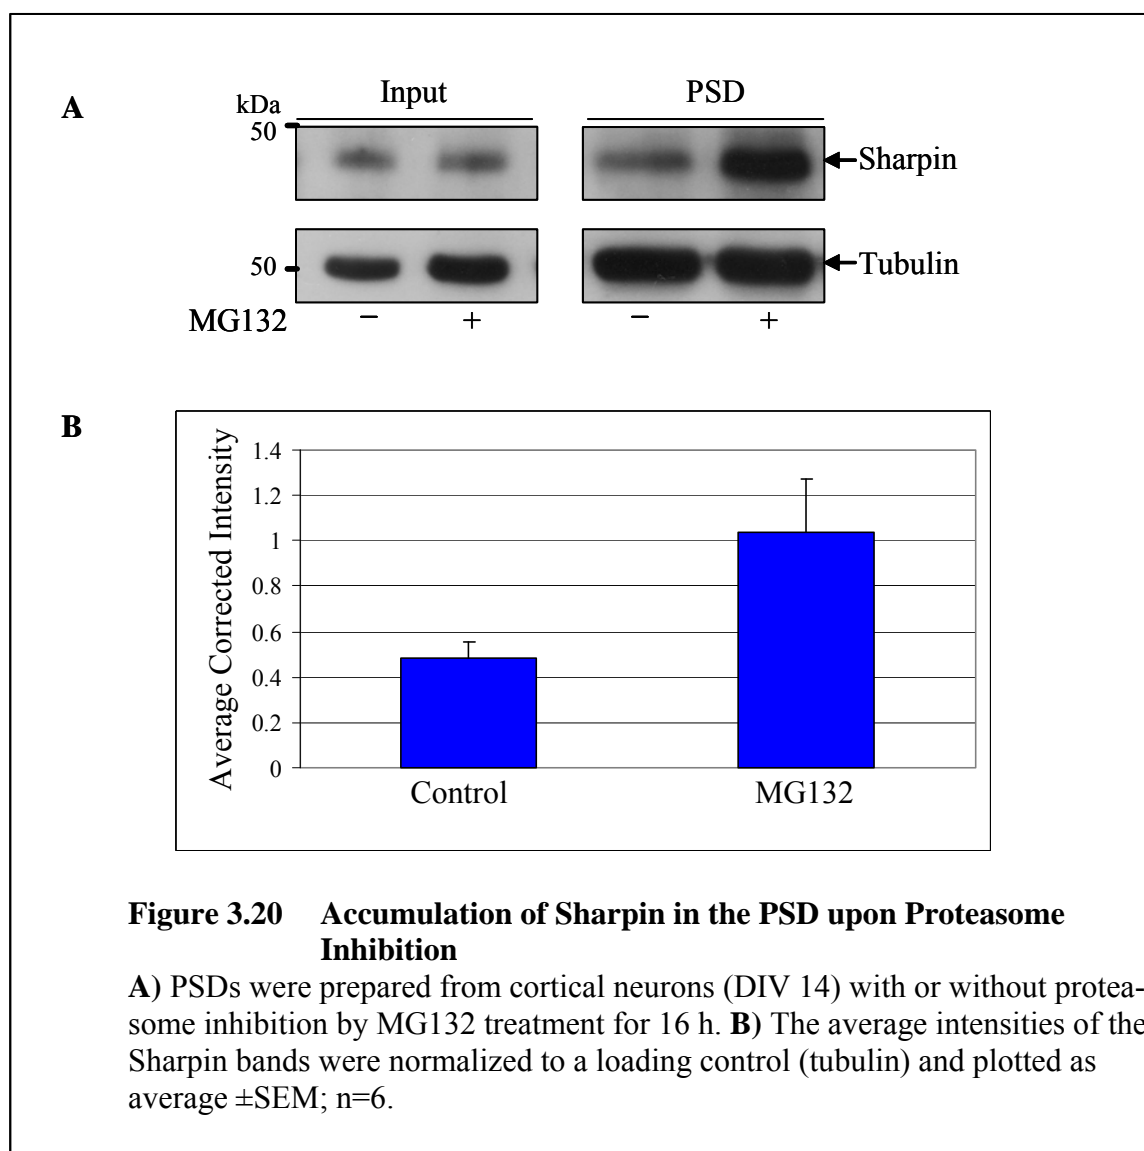 A
Input
PSD
kDa
50
Sharpin
50
Tubulin
MG132 − + − +
B
Average Corrected Intensity
1.4
1.2
1
0.8
0.6
0.4
0.2
0
Control
MG132
Figure 3.20 Accumulation of Sharpin in the PSD upon Proteasome
Inhibition
A) PSDs were prepared from cortical neurons (DIV 14) with or without protea-
some inhibition by MG132 treatment for 16 h. B) The average intensities of the
Sharpin bands were normalized to a loading control (tubulin) and plotted as
average ±SEM; n=6.